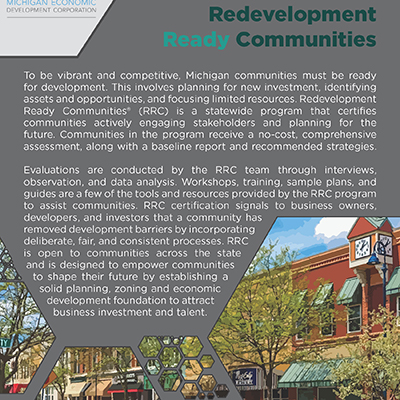 MICHIGAN ECONOMIC
DEVELOPMENT CORPORATION
Redevelopment
Ready Communities
To be vibrant and competitive, Michigan communities must be ready
for development. This involves planning for new investment, identifying
assets and opportunities, and focusing limited resources. Redevelopment
Ready Communities® (RRC) is a statewide program that certifies
communities actively engaging stakeholders and planning for the
future. Communities in the program receive a no-cost, comprehensive
assessment, along with a baseline report and recommended strategies.
Evaluations are conducted by the RRC team through interviews,
observation, and data analysis. Workshops, training, sample plans, and
guides are a few of the tools and resources provided by the RRC program
to assist communities. RRC certification signals to business owners,
developers, and investors that a community has
removed development barriers by incorporating
deliberate, fair, and consistent processes. RRC
is open to communities across the state
and is designed to empower communities
to shape their future by establishing a
solid planning, zoning and economic
development foundation to attract
business investment and talent.